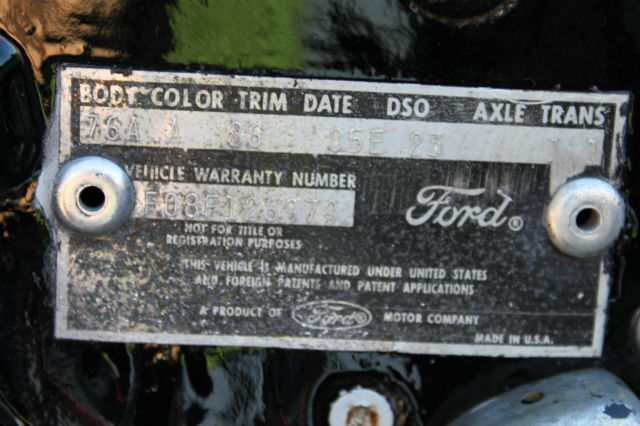 BODY COLOR TRIM DATE DSO AXLE TRANS
76A A 86 05E 23
VEHICLE WARRANTY NUMBER
Ford®
NOT FOR TITLE OR
REGISTRATION PURPOSES
THIS VEHICLE IS MANUFACTURED UNDER UNITED STATES
AND FOREIGN PATENTS AND PATENT APPLICATIONS
A PRODUCT OF Ford® MOTOR COMPANY
MADE IN U.S.A.